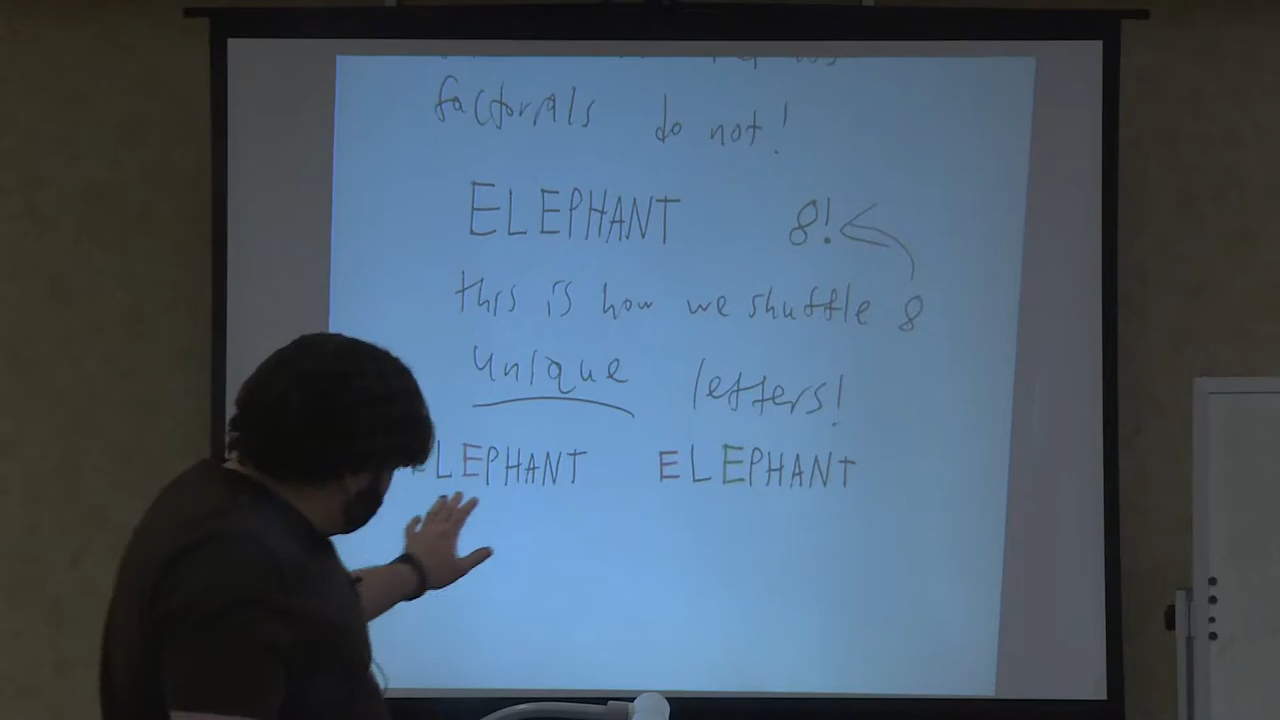 factorials do not!
ELEPHANT 8!
this is how we shuffle 8
unique letters!
LEPHANT ELEPHANT